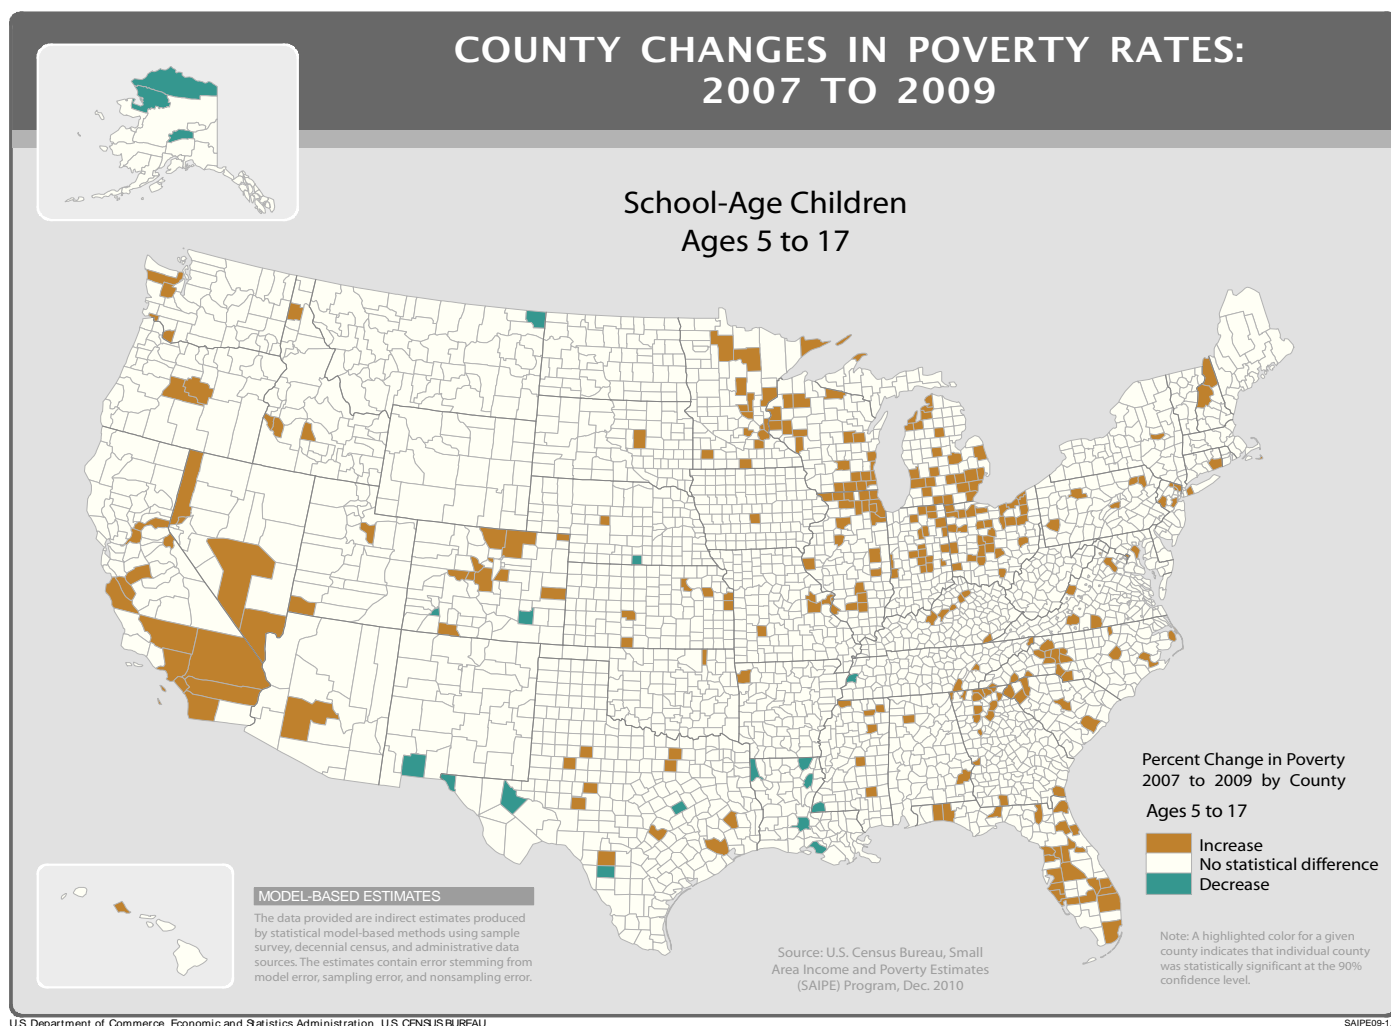 COUNTY CHANGES IN POVERTY RATES:
2007 TO 2009
School-Age Children
Ages 5 to 17
Percent Change in Poverty
2007 to 2009 by County
Ages 5 to 17
Increase
No statistical difference
Decrease
MODEL-BASED ESTIMATES
The data provided are indirect estimates produced
by statistical model-based methods using sample
survey, decennial census, and administrative data
sources. The estimates contain error stemming from
model error, sampling error, and nonsampling error.
Source: U.S. Census Bureau, Small
Area Income and Poverty Estimates
(SAIPE) Program, Dec. 2010
Note: A highlighted color for a given
county indicates that individual county
was statistically significant at the 90%
confidence level.
U.S. Department of Commerce, Economic and Statistics Administration, U.S. CENSUS BUREAU
SAIPE09-1